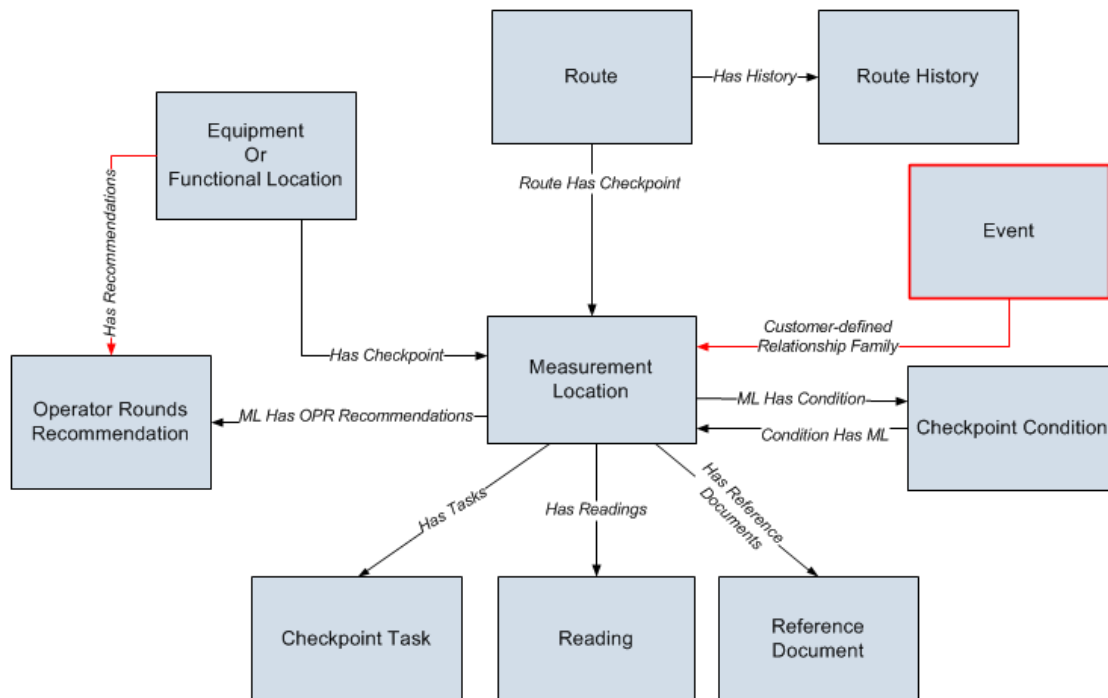 Route
Has History
Route History
Equipment
Or
Functional Location
Has Recommendations
Route Has Checkpoint
Event
Customer-defined
Relationship Family
Has Checkpoint
Measurement
Location
Operator Rounds
Recommendation
ML Has OPR Recommendations
ML Has Condition
Condition Has ML
Checkpoint Condition
Has Tasks
Has Readings
Has Reference
Documents
Checkpoint Task
Reading
Reference
Document